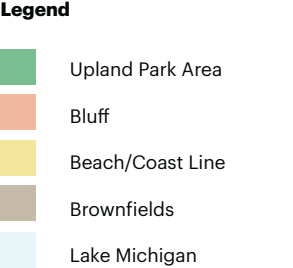 Legend
Upland Park Area
Bluff
Beach/Coast Line
Brownfields
Lake Michigan